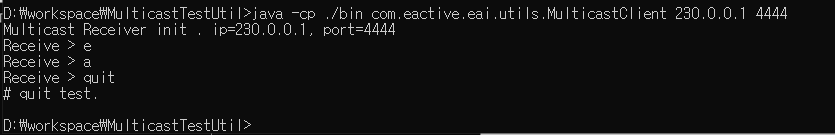 D:₩workspace₩MulticastTestUtil>java -cp ./bin com.eactive.eai.utils.MulticastClient 230.0.0.1 4444
Multicast Receiver init . ip=230.0.0.1, port=4444
Receive > e
Receive > a
Receive > quit
# quit test.
D:₩workspace₩MulticastTestUtil>